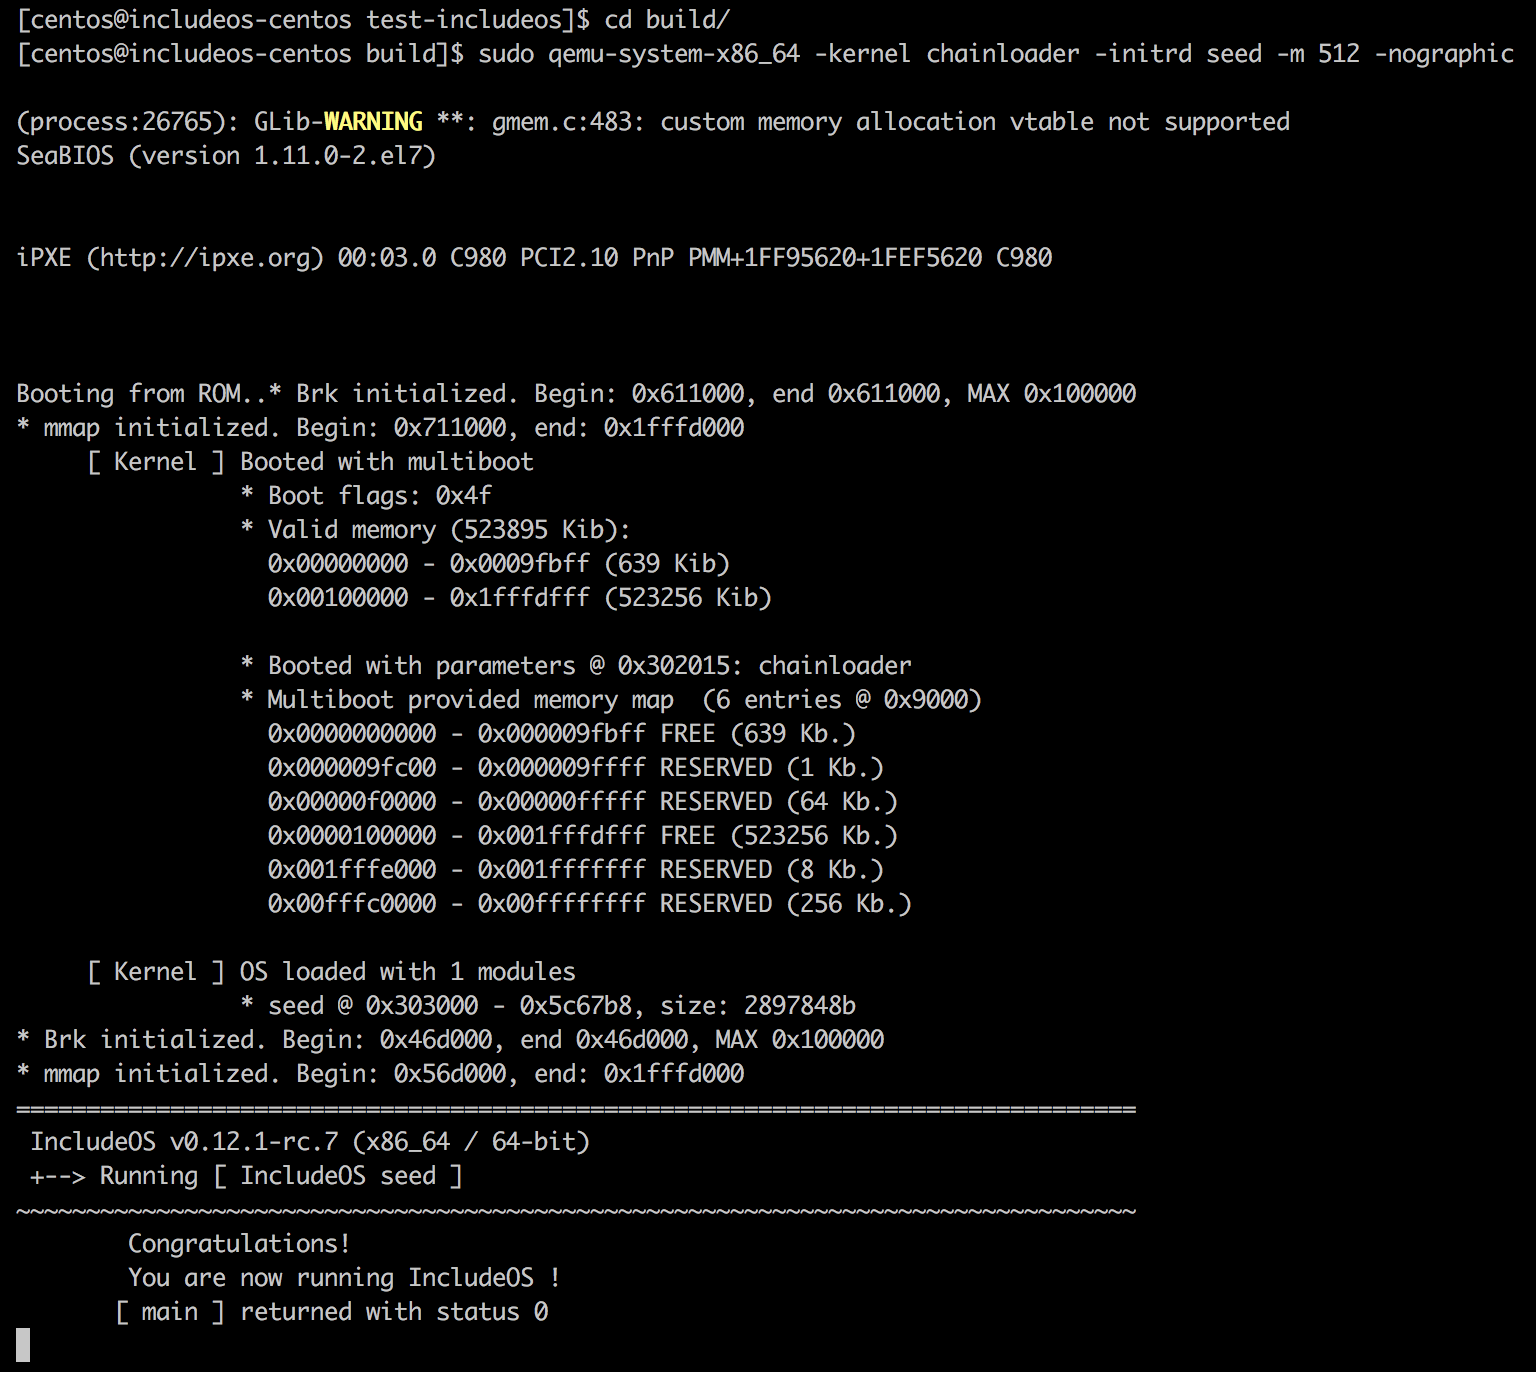 [centos@includeos-centos test-includeos]$ cd build/
[centos@includeos-centos build]$ sudo qemu-system-x86_64 -kernel chainloader -initrd seed -m 512 -nographic
(process:26765): GLib-WARNING **: gmem.c:483: custom memory allocation vtable not supported
SeaBIOS (version 1.11.0-2.el7)
iPXE (http://ipxe.org) 00:03.0 C980 PCI2.10 PnP PMM+1FF95620+1FEF5620 C980
Booting from ROM..* Brk initialized. Begin: 0x611000, end 0x611000, MAX 0x100000
* mmap initialized. Begin: 0x711000, end: 0x1fffd000
[ Kernel ] Booted with multiboot
* Boot flags: 0x4f
* Valid memory (523895 Kib):
0x00000000 - 0x0009fbff (639 Kib)
0x00100000 - 0x1fffdfff (523256 Kib)
* Booted with parameters @ 0x302015: chainloader
* Multiboot provided memory map  (6 entries @ 0x9000)
0x0000000000 - 0x000009fbff FREE (639 Kb.)
0x000009fc00 - 0x000009ffff RESERVED (1 Kb.)
0x00000f0000 - 0x00000fffff RESERVED (64 Kb.)
0x0000100000 - 0x001fffdfff FREE (523256 Kb.)
0x001fffe000 - 0x001fffffff RESERVED (8 Kb.)
0x00fffc0000 - 0x00ffffffff RESERVED (256 Kb.)
[ Kernel ] OS loaded with 1 modules
* seed @ 0x303000 - 0x5c67b8, size: 2897848b
* Brk initialized. Begin: 0x46d000, end 0x46d000, MAX 0x100000
* mmap initialized. Begin: 0x56d000, end: 0x1fffd000
================================================================================
IncludeOS v0.12.1-rc.7 (x86_64 / 64-bit)
+--> Running [ IncludeOS seed ]
~~~~~~~~~~~~~~~~~~~~~~~~~~~~~~~~~~~~~~~~~~~~~~~~~~~~~~~~~~~~~~~~~~~~~~~~~~~~~~~~
Congratulations!
You are now running IncludeOS !
[ main ] returned with status 0